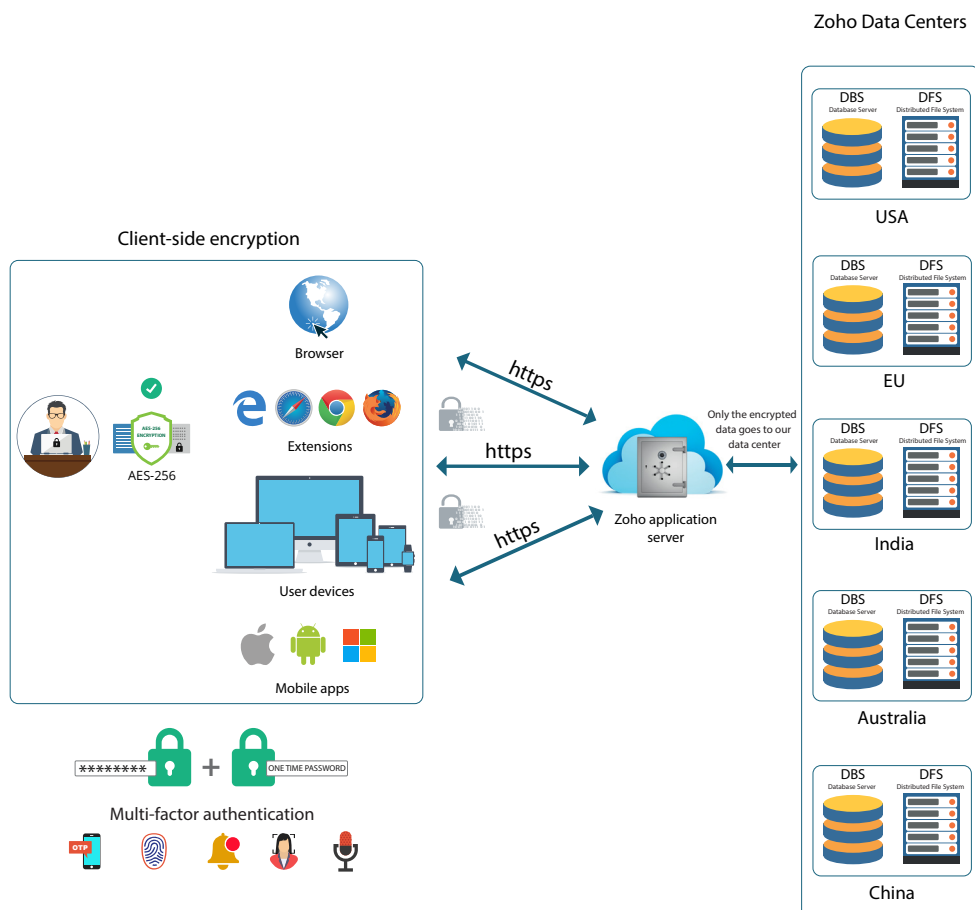 Zoho Data Centers
DBS
Database Server
DFS
Distributed File System
USA
DBS
Database Server
DFS
Distributed File System
EU
DBS
Database Server
DFS
Distributed File System
India
DBS
Database Server
DFS
Distributed File System
Australia
DBS
Database Server
DFS
Distributed File System
China
Client-side encryption
Browser
Extensions
AES-256
ENCRYPTION
AES-256
User devices
Mobile apps
https
https
https
Zoho application
server
Only the encrypted
data goes to our
data center
********
+
ONE TIME PASSWORD
Multi-factor authentication
OTP